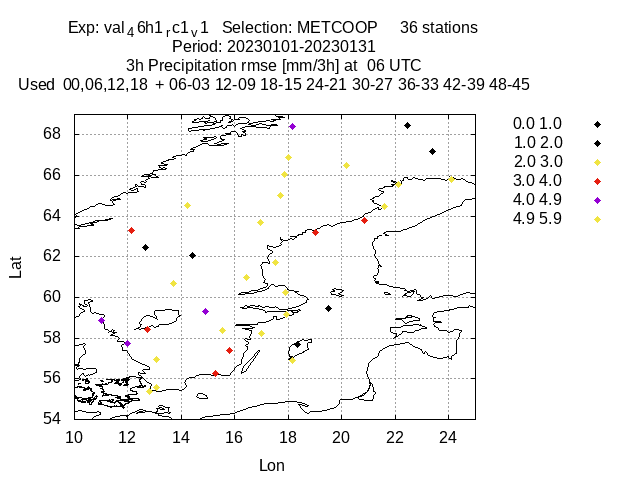 Exp: val₄6h1ᵣc1ᵥ1 Selection: METCOOP 36 stations
Period: 20230101-20230131
3h Precipitation rmse [mm/3h] at 06 UTC
Used 00,06,12,18 + 06-03 12-09 18-15 24-21 30-27 36-33 42-39 48-45
0.0 1.0
1.0 2.0
2.0 3.0
3.0 4.0
4.0 4.9
4.9 5.9
68
66
64
62
60
58
56
54
Lat
10 12 14 16 18 20 22 24
Lon